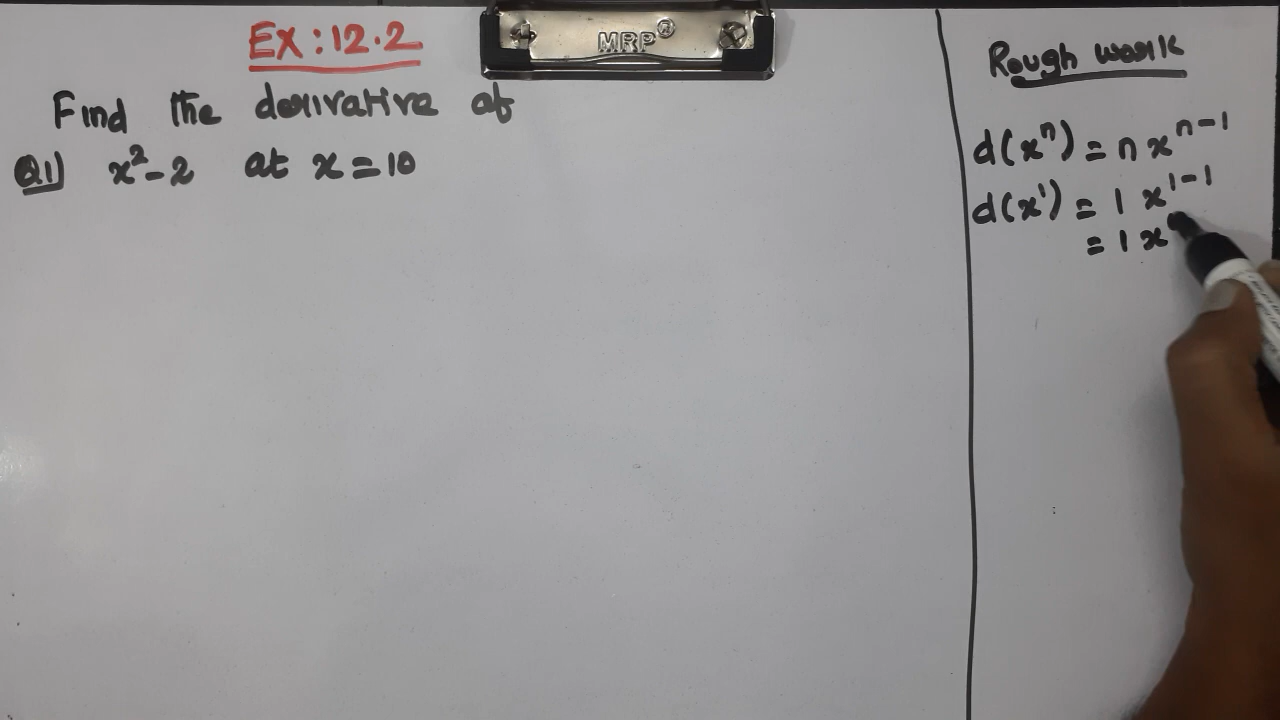 EX : 12.2
MRP®
Find the derivative of
Q1) x²-2 at x = 10
Rough work
d(xⁿ) = n xⁿ⁻¹
d(x¹) = 1 x¹⁻¹
= 1 x